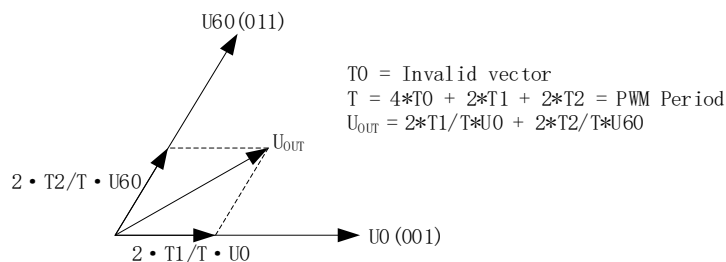 U60(011)
T0 = Invalid vector
T = 4*T0 + 2*T1 + 2*T2 = PWM Period
UOUT = 2*T1/T*U0 + 2*T2/T*U60
UOUT
2·T2/T·U60
U0(001)
2·T1/T·U0